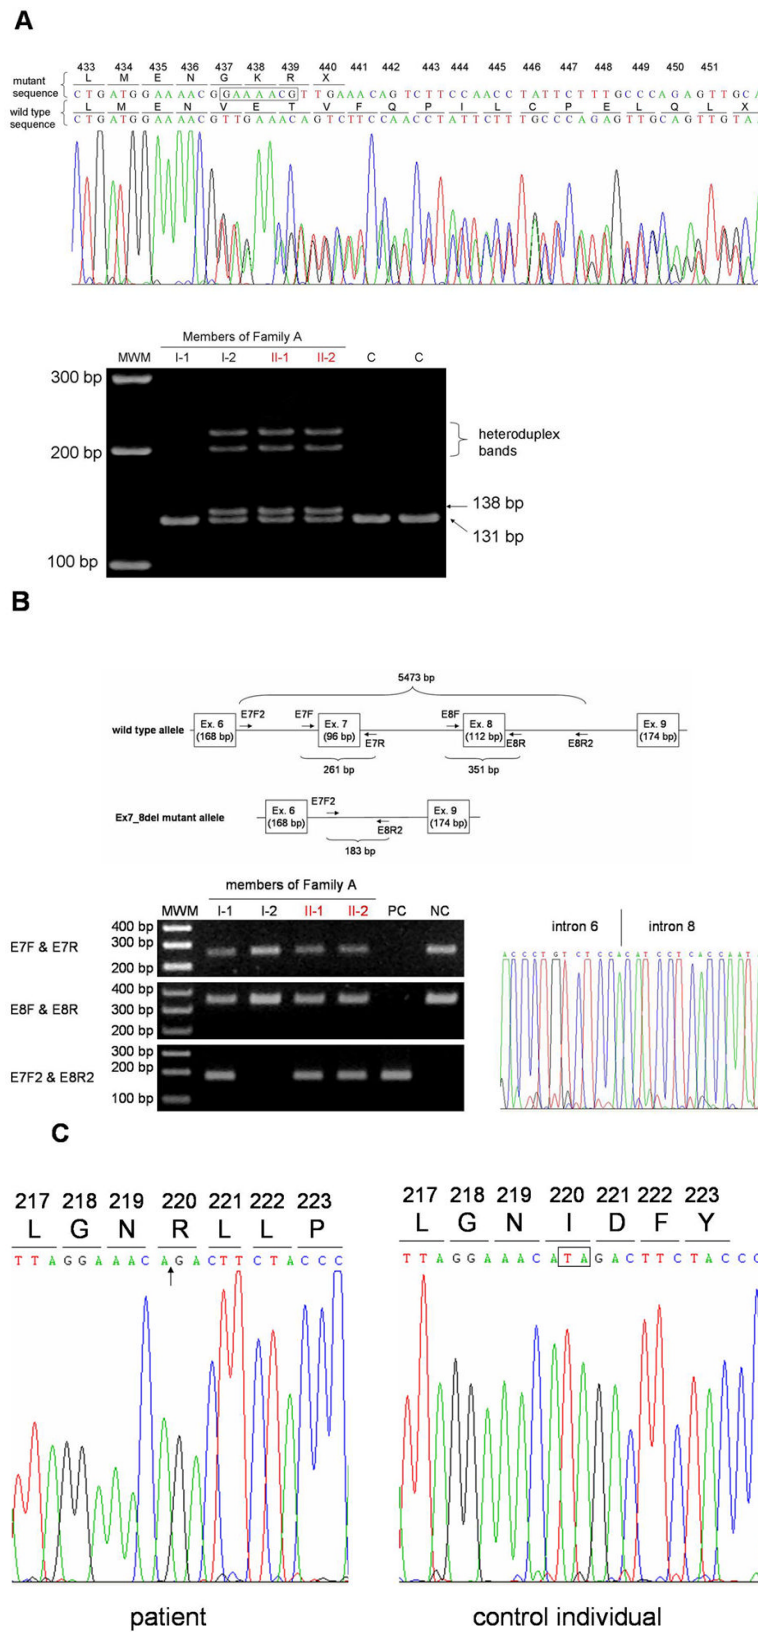 A
433 434 435 436 437 438 439 440 441 442 443 444 445 446 447 448 449 450 451
mutant sequence
L M E N G K R X
CTGATGGAAAACGGAAAACGTTGAAACAGTCTTCCAACCTATTCTTTGCCCAGAGTTGCA
wild type sequence
L M E N V E T V F Q P I L C P E L Q L X
CTGATGGAAAACGTTGAAACAGTCTTCCAACCTATTCTTTGCCCAGAGTTGCAGTTGTAA
Members of Family A
MWM I-1 I-2 II-1 II-2 C C
300 bp
200 bp
100 bp
heteroduplex bands
138 bp
131 bp
B
5473 bp
wild type allele
Ex. 6 (168 bp)
E7F2
E7F
Ex. 7 (96 bp)
E7R
E8F
Ex. 8 (112 bp)
E8R
E8R2
Ex. 9 (174 bp)
261 bp
351 bp
Ex7_8del mutant allele
Ex. 6 (168 bp)
E7F2
E8R2
Ex. 9 (174 bp)
183 bp
members of Family A
MWM I-1 I-2 II-1 II-2 PC NC
E7F & E7R
400 bp
300 bp
200 bp
E8F & E8R
400 bp
300 bp
200 bp
E7F2 & E8R2
300 bp
200 bp
100 bp
intron 6 intron 8
ACCCTGTCTCCACATCCTCACCAAT
C
217 218 219 220 221 222 223
L G N R L L P
TTAGGAAACAGACTTCTACCC
patient
217 218 219 220 221 222 223
L G N I D F Y
TTAGGAAACATAGACTTCTACCC
control individual